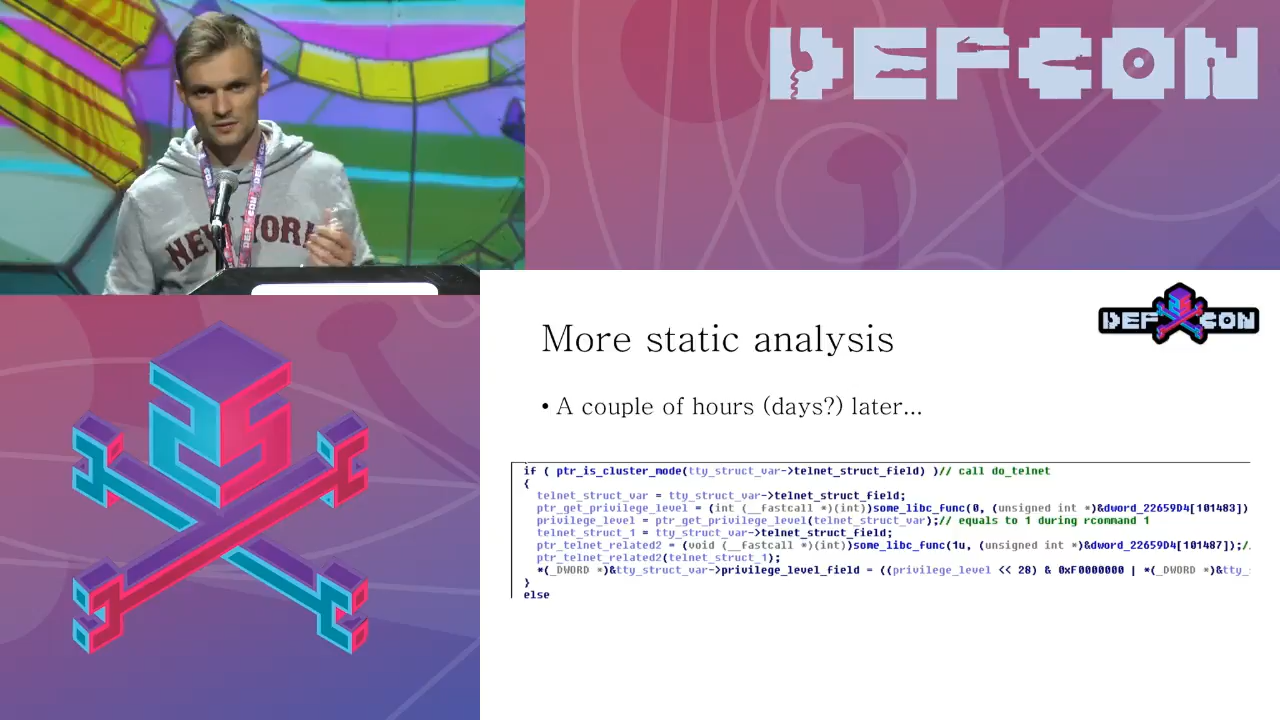 DEFCON
NEW YORK
DEFCON
DEF CON
More static analysis
• A couple of hours (days?) later...
if ( ptr_is_cluster_mode(tty_struct_var->telnet_struct_field) )// call do_telnet
{
telnet_struct_var = tty_struct_var->telnet_struct_field;
ptr_get_privilege_level = (int (__fastcall *)(int))some_libc_func(0, (unsigned int *)&dword_22659D4[101483])
privilege_level = ptr_get_privilege_level(telnet_struct_var);// equals to 1 during rcommand 1
telnet_struct_1 = tty_struct_var->telnet_struct_field;
ptr_telnet_related2 = (void (__fastcall *)(int))some_libc_func(1u, (unsigned int *)&dword_22659D4[101487]);/.
ptr_telnet_related2(telnet_struct_1);
*(_DWORD *)&tty_struct_var->privilege_level_field = ((privilege_level << 28) & 0xF0000000 | *(_DWORD *)&tty_
}
else